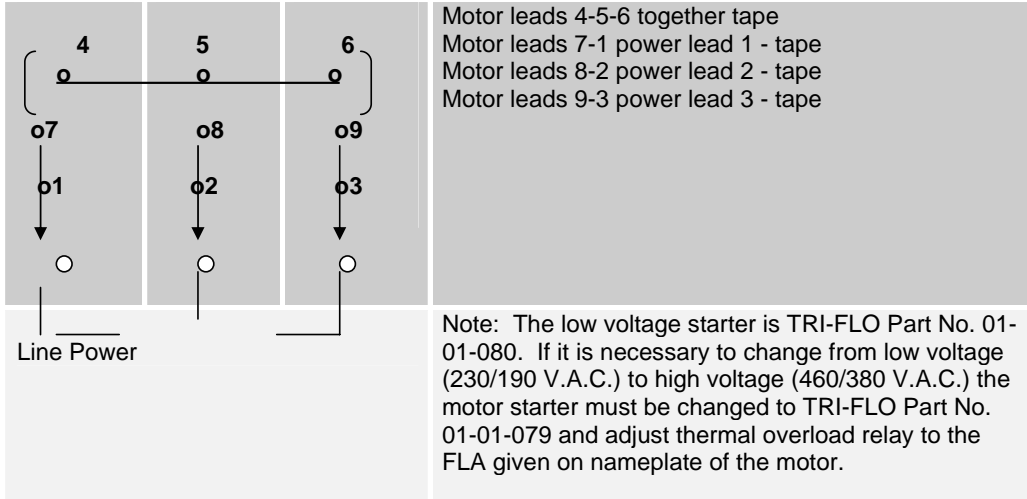 4 5 6
o o o
o7 o8 o9
o1 o2 o3
Line Power
Motor leads 4-5-6 together tape
Motor leads 7-1 power lead 1 - tape
Motor leads 8-2 power lead 2 - tape
Motor leads 9-3 power lead 3 - tape
Note:  The low voltage starter is TRI-FLO Part No. 01-
01-080.  If it is necessary to change from low voltage
(230/190 V.A.C.) to high voltage (460/380 V.A.C.) the
motor starter must be changed to TRI-FLO Part No.
01-01-079 and adjust thermal overload relay to the
FLA given on nameplate of the motor.